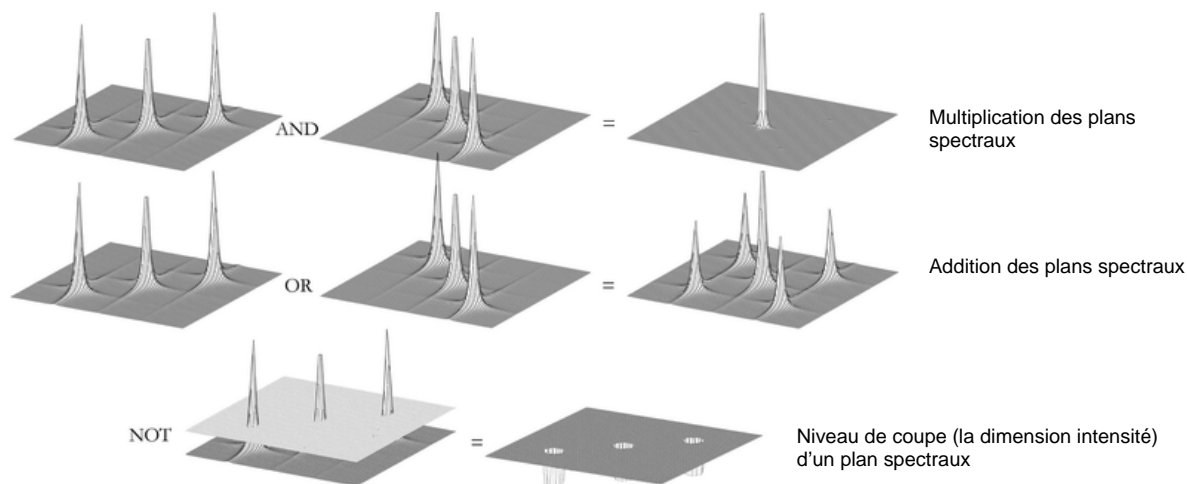 AND
=
Multiplication des plans
spectraux
OR
=
Addition des plans spectraux
NOT
=
Niveau de coupe (la dimension intensité)
d'un plan spectraux